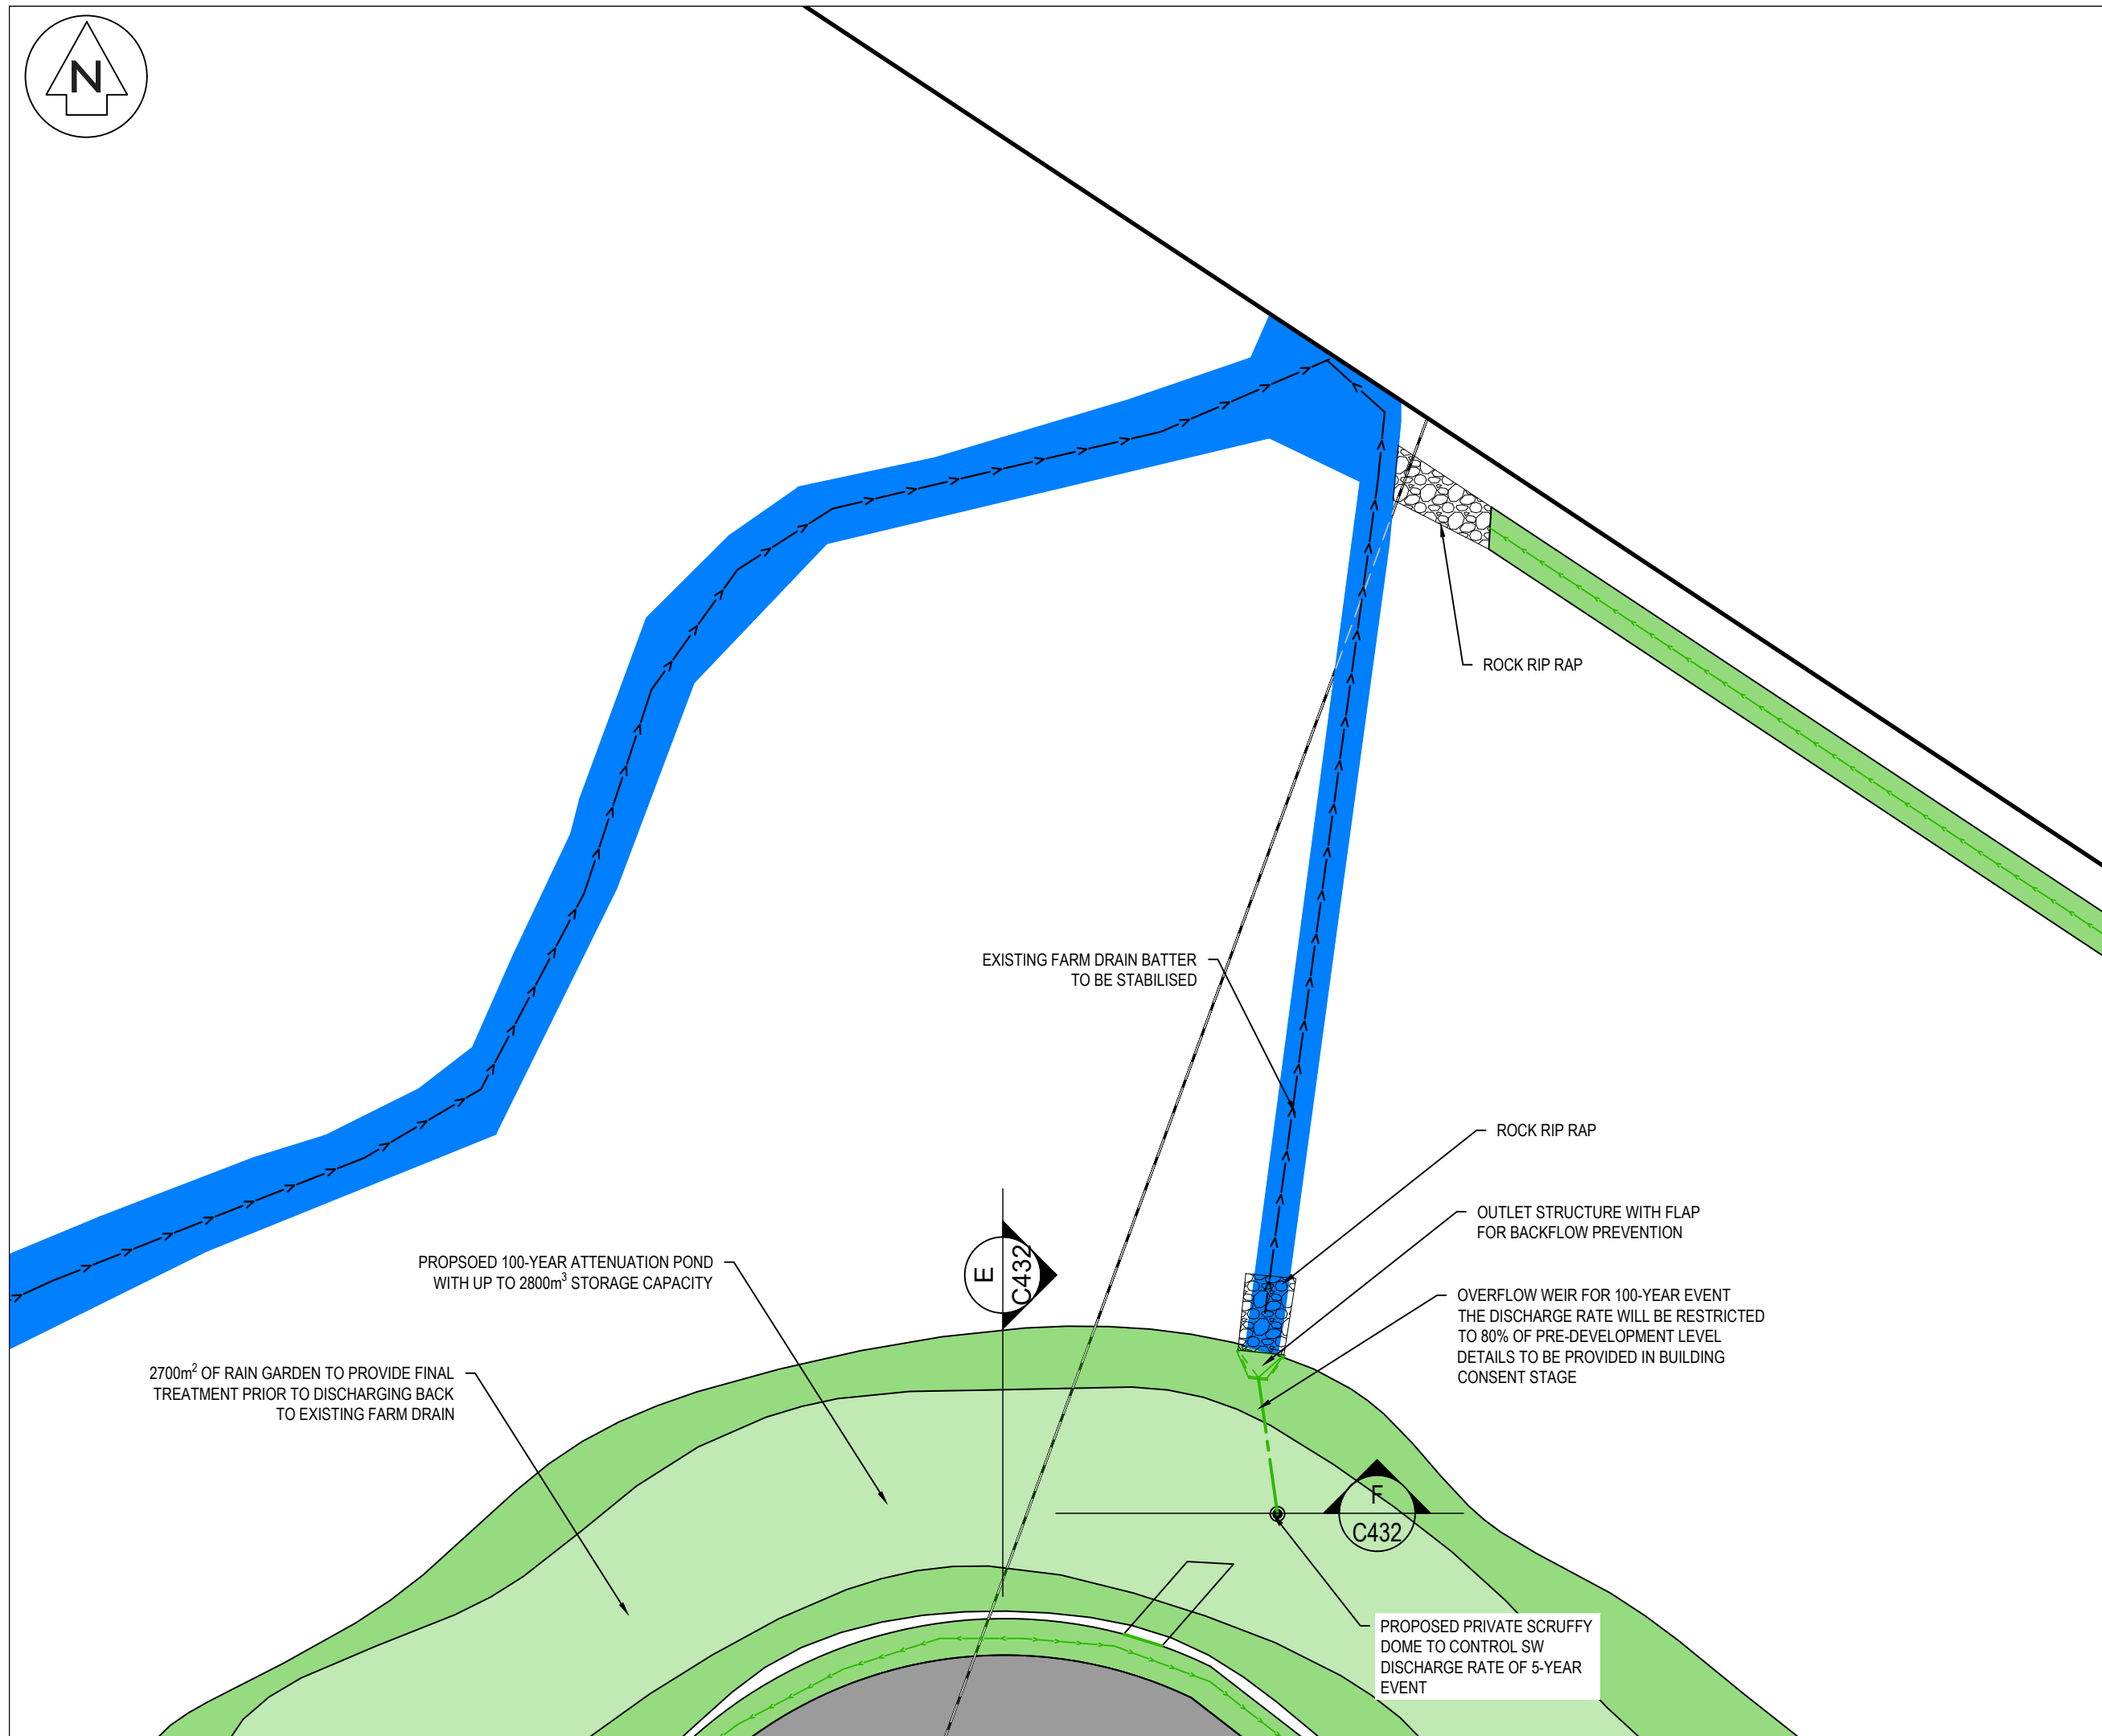 N
ROCK RIP RAP
EXISTING FARM DRAIN BATTER
TO BE STABILISED
ROCK RIP RAP
OUTLET STRUCTURE WITH FLAP
FOR BACKFLOW PREVENTION
PROPSOED 100-YEAR ATTENUATION POND
WITH UP TO 2800m³ STORAGE CAPACITY
E
C432
OVERFLOW WEIR FOR 100-YEAR EVENT
THE DISCHARGE RATE WILL BE RESTRICTED
TO 80% OF PRE-DEVELOPMENT LEVEL
DETAILS TO BE PROVIDED IN BUILDING
CONSENT STAGE
2700m² OF RAIN GARDEN TO PROVIDE FINAL
TREATMENT PRIOR TO DISCHARGING BACK
TO EXISTING FARM DRAIN
F
C432
PROPOSED PRIVATE SCRUFFY
DOME TO CONTROL SW
DISCHARGE RATE OF 5-YEAR
EVENT